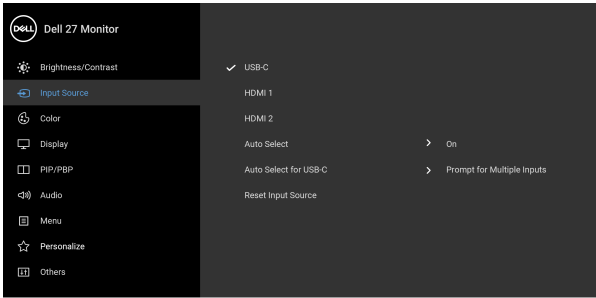 DELL Dell 27 Monitor
Brightness/Contrast
USB-C
Input Source
HDMI 1
Color
HDMI 2
Display
Auto Select
On
PIP/PBP
Auto Select for USB-C
Prompt for Multiple Inputs
Audio
Reset Input Source
Menu
Personalize
Others